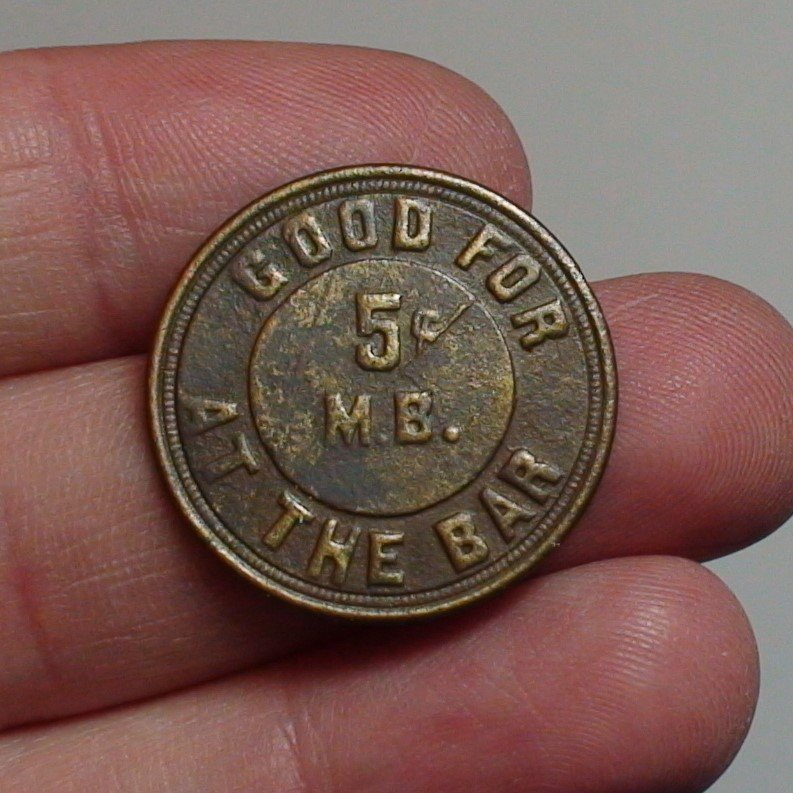 GOOD FOR
5¢
M.B.
AT THE BAR